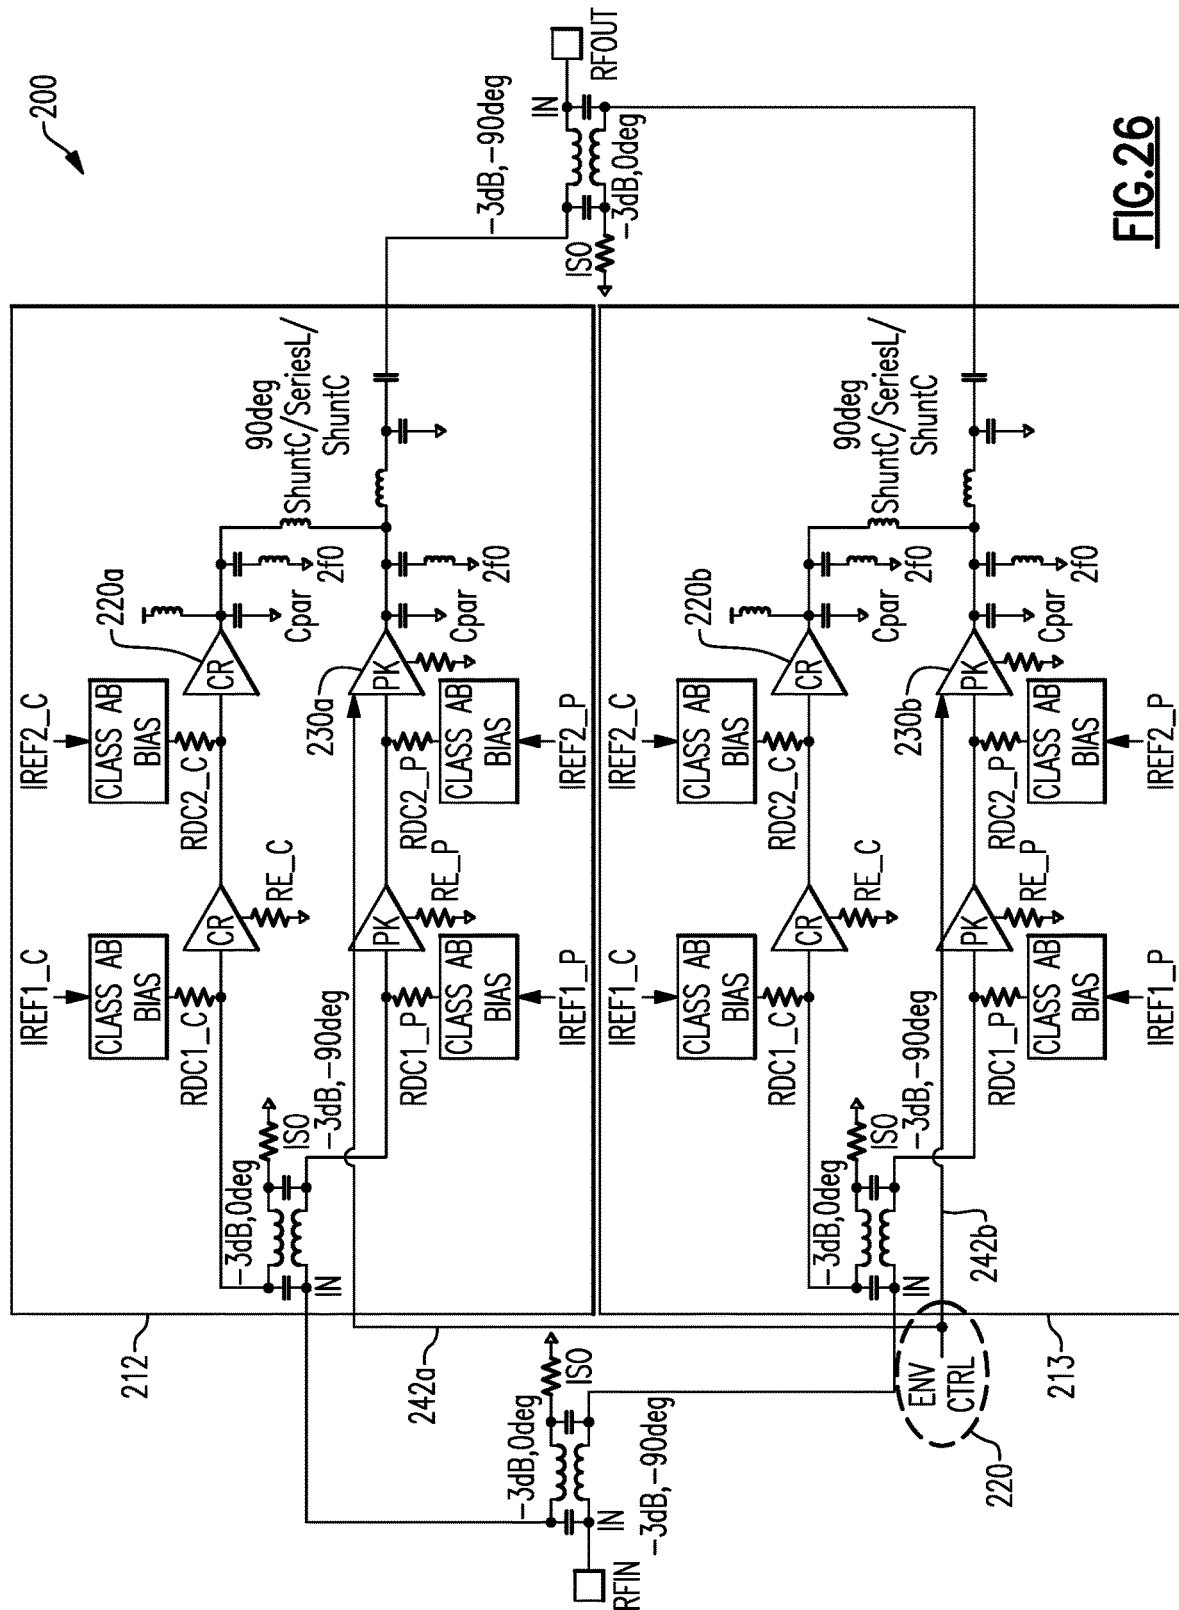 200
IREF1_C
IREF2_C
CLASS AB
BIAS
CLASS AB
BIAS
220a
RDC1_C
RDC2_C
CR
CR
RE_C
Cpar
2f0
90deg
ShuntC/SeriesL/
ShuntC
-3dB,0deg
ISO
IN
-3dB,-90deg
230a
PK
PK
RE_P
Cpar
2f0
RDC1_P
RDC2_P
CLASS AB
BIAS
CLASS AB
BIAS
IREF1_P
IREF2_P
212
242a
-3dB,-90deg
IN
RFOUT
ISO
-3dB,0deg
-3dB,0deg
ISO
RFIN
IN
-3dB,-90deg
IREF1_C
IREF2_C
CLASS AB
BIAS
CLASS AB
BIAS
220b
RDC1_C
RDC2_C
CR
CR
RE_C
Cpar
2f0
90deg
ShuntC/SeriesL/
ShuntC
-3dB,0deg
ISO
IN
-3dB,-90deg
230b
PK
PK
RE_P
Cpar
2f0
242b
RDC1_P
RDC2_P
CLASS AB
BIAS
CLASS AB
BIAS
IREF1_P
IREF2_P
ENV
CTRL
220
213
FIG.26